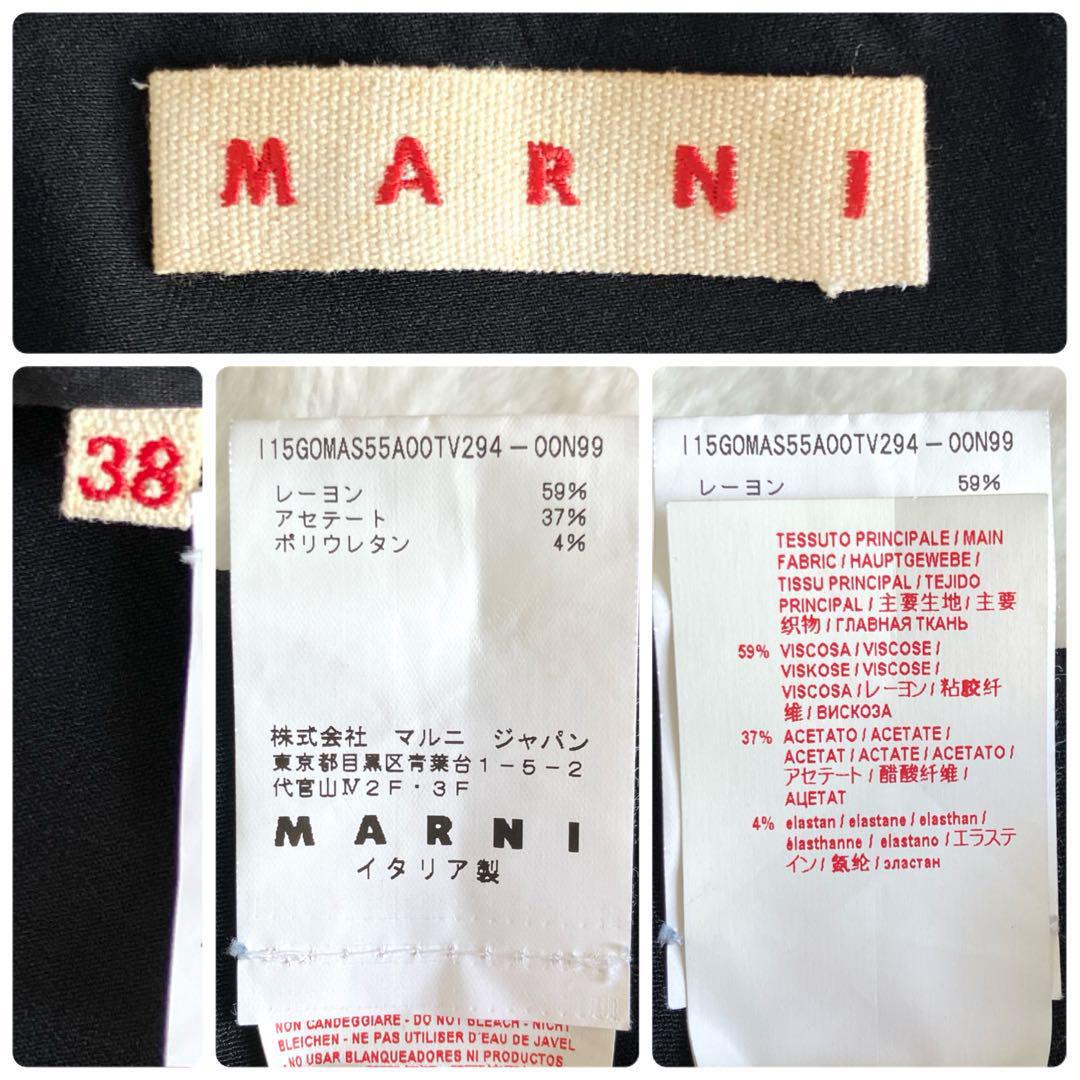 MARNI
38
I15GOMAS55A00TV294-00N99
レーヨン 59%
アセテート 37%
ポリウレタン 4%
株式会社 マルニ ジャパン
東京都目黒区青葉台1-5-2
代官山Ⅳ2F・3F
MARNI
イタリア製
NON CANDEGGIARE - DO NOT BLEACH - NICHT
BLEICHEN - NE PAS UTILISER D'EAU DE JAVEL
- NO USAR BLANQUEADORES NI PRODUCTOS
I15GOMAS55A00TV294-00N99
レーヨン 59%
TESSUTO PRINCIPALE / MAIN
FABRIC / HAUPTGEWEBE /
TISSU PRINCIPAL / TEJIDO
PRINCIPAL / 主要生地 / 主要
织物 / ГЛАВНАЯ ТКАНЬ
59% VISCOSA / VISCOSE /
VISKOSE / VISCOSE /
VISCOSA / レーヨン / 粘胶纤
维 / ВИСКОЗА
37% ACETATO / ACETATE /
ACETAT / ACTATE / ACETATO /
アセテート / 醋酸纤维 /
АЦЕТАТ
4% elastan / elastane / elasthan /
élasthanne / elastano / エラステ
イン / 氨纶 / эластан